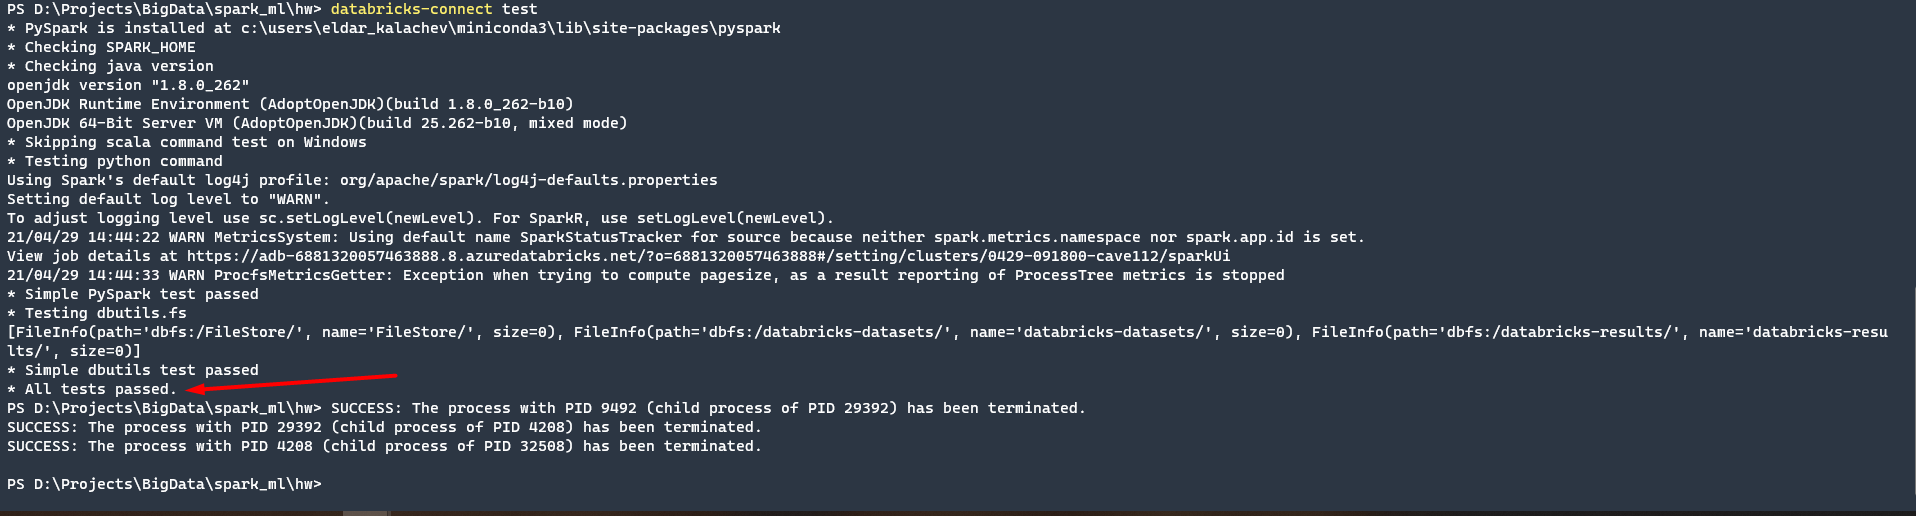 PS D:\Projects\BigData\spark_ml\hw> databricks-connect test
* PySpark is installed at c:\users\eldar_kalachev\miniconda3\lib\site-packages\pyspark
* Checking SPARK_HOME
* Checking java version
openjdk version "1.8.0_262"
OpenJDK Runtime Environment (AdoptOpenJDK)(build 1.8.0_262-b10)
OpenJDK 64-Bit Server VM (AdoptOpenJDK)(build 25.262-b10, mixed mode)
* Skipping scala command test on Windows
* Testing python command
Using Spark's default log4j profile: org/apache/spark/log4j-defaults.properties
Setting default log level to "WARN".
To adjust logging level use sc.setLogLevel(newLevel). For SparkR, use setLogLevel(newLevel).
21/04/29 14:44:22 WARN MetricsSystem: Using default name SparkStatusTracker for source because neither spark.metrics.namespace nor spark.app.id is set.
View job details at https://adb-6881320057463888.8.azuredatabricks.net/?o=6881320057463888#/setting/clusters/0429-091800-cave112/sparkUi
21/04/29 14:44:33 WARN ProcfsMetricsGetter: Exception when trying to compute pagesize, as a result reporting of ProcessTree metrics is stopped
* Simple PySpark test passed
* Testing dbutils.fs
[FileInfo(path='dbfs:/FileStore/', name='FileStore/', size=0), FileInfo(path='dbfs:/databricks-datasets/', name='databricks-datasets/', size=0), FileInfo(path='dbfs:/databricks-results/', name='databricks-resu
lts/', size=0)]
* Simple dbutils test passed
* All tests passed.
PS D:\Projects\BigData\spark_ml\hw> SUCCESS: The process with PID 9492 (child process of PID 29392) has been terminated.
SUCCESS: The process with PID 29392 (child process of PID 4208) has been terminated.
SUCCESS: The process with PID 4208 (child process of PID 32508) has been terminated.
PS D:\Projects\BigData\spark_ml\hw>